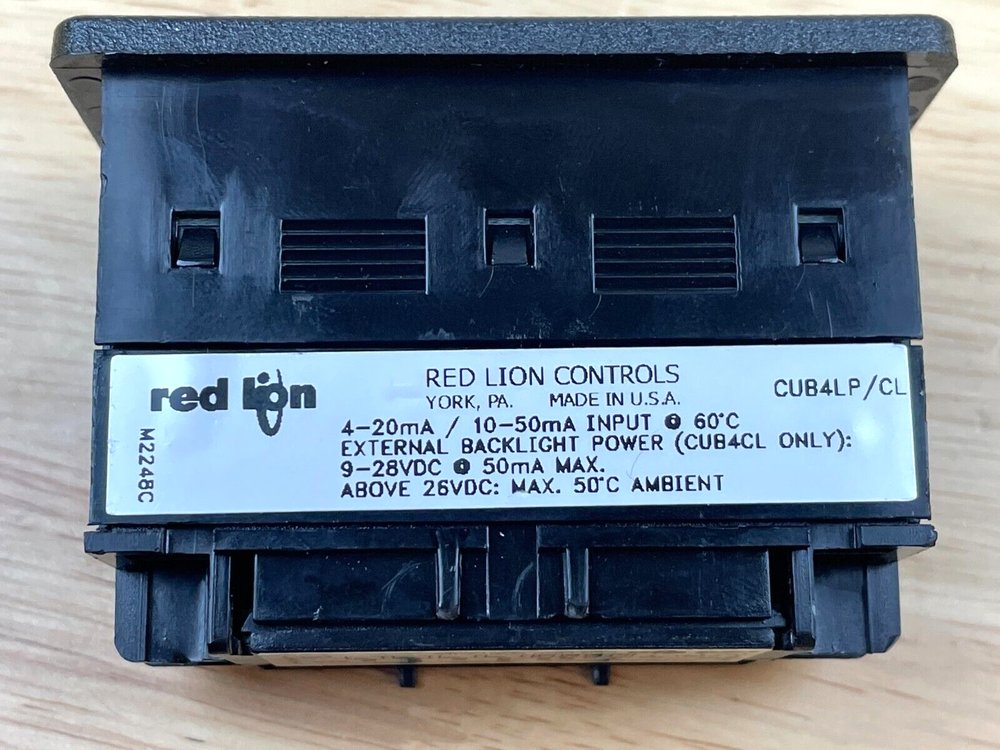 red lion
RED LION CONTROLS
YORK, PA. MADE IN U.S.A.
CUB4LP/CL
4-20mA / 10-50mA INPUT @ 60°C
EXTERNAL BACKLIGHT POWER (CUB4CL ONLY):
9-28VDC @ 50mA MAX.
ABOVE 26VDC: MAX. 50°C AMBIENT
M2248C